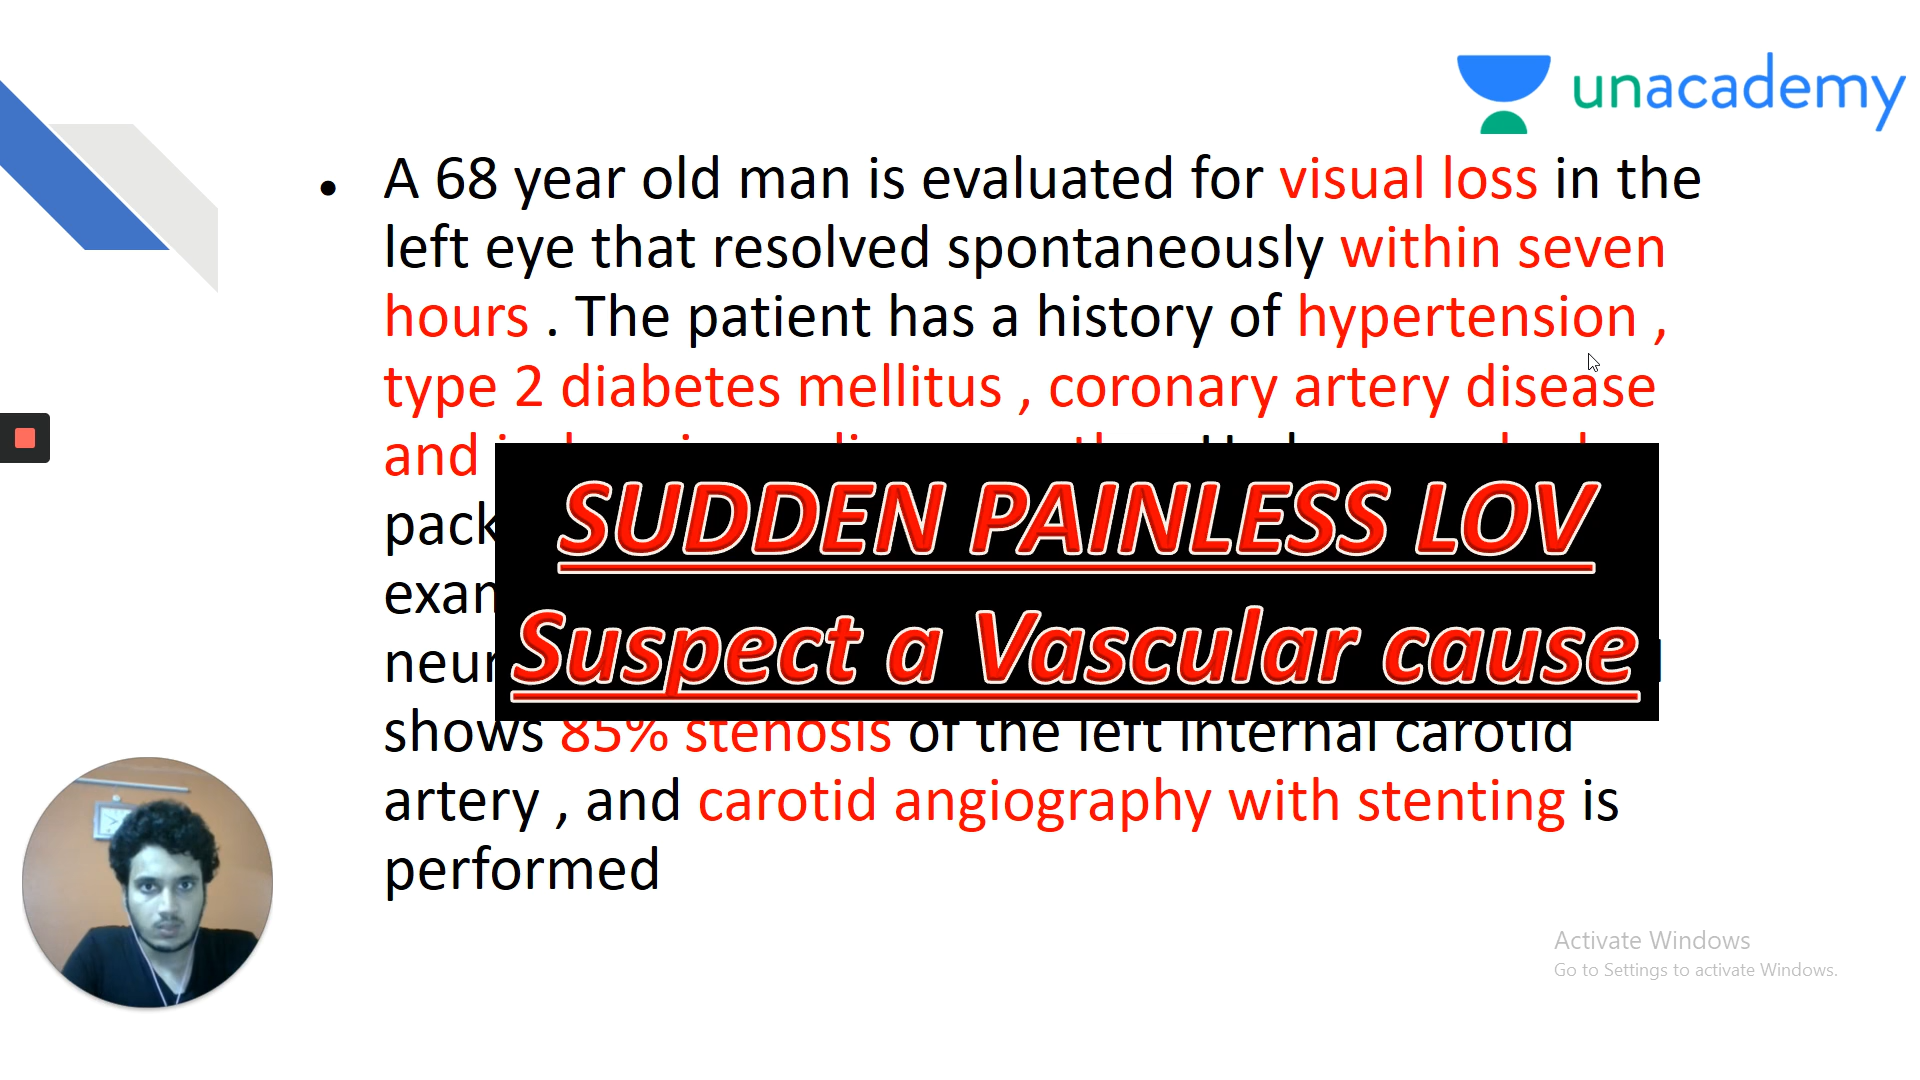 unacademy
• A 68 year old man is evaluated for visual loss in the
left eye that resolved spontaneously within seven
hours . The patient has a history of hypertension ,
type 2 diabetes mellitus , coronary artery disease
and
pack
SUDDEN PAINLESS LOV
exam
Suspect a Vascular cause
neur
shows 85% stenosis of the left internal carotid
artery , and carotid angiography with stenting is
performed
Activate Windows
Go to Settings to activate Windows.